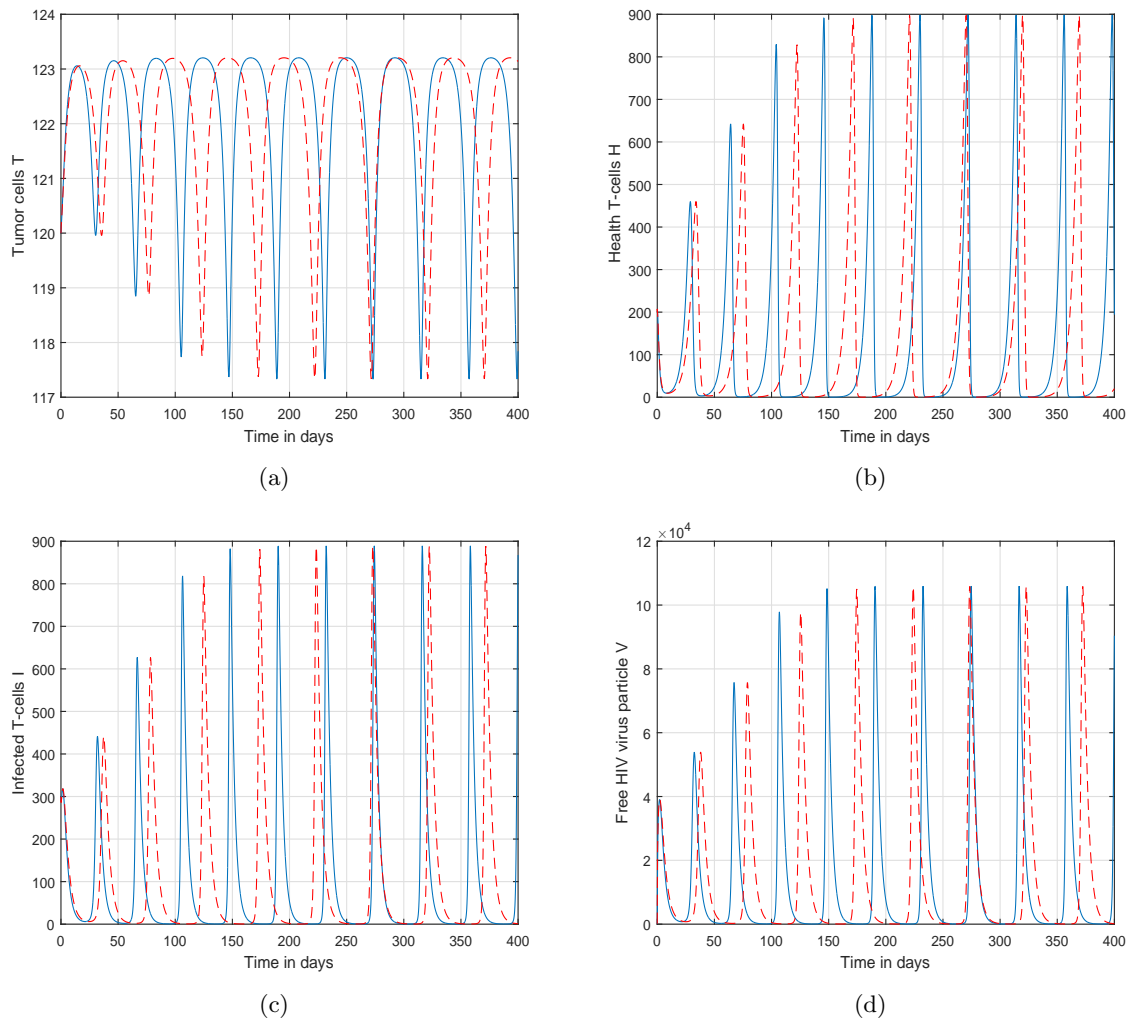 124
123
122
121
120
119
118
117
Tumor cells T
0 50 100 150 200 250 300 350 400
Time in days
(a)
900
800
700
600
500
400
300
200
100
0
Health T-cells H
0 50 100 150 200 250 300 350 400
Time in days
(b)
900
800
700
600
500
400
300
200
100
0
Infected T-cells I
0 50 100 150 200 250 300 350 400
Time in days
(c)
×10⁴
12
10
8
6
4
2
0
Free HIV virus particle V
0 50 100 150 200 250 300 350 400
Time in days
(d)